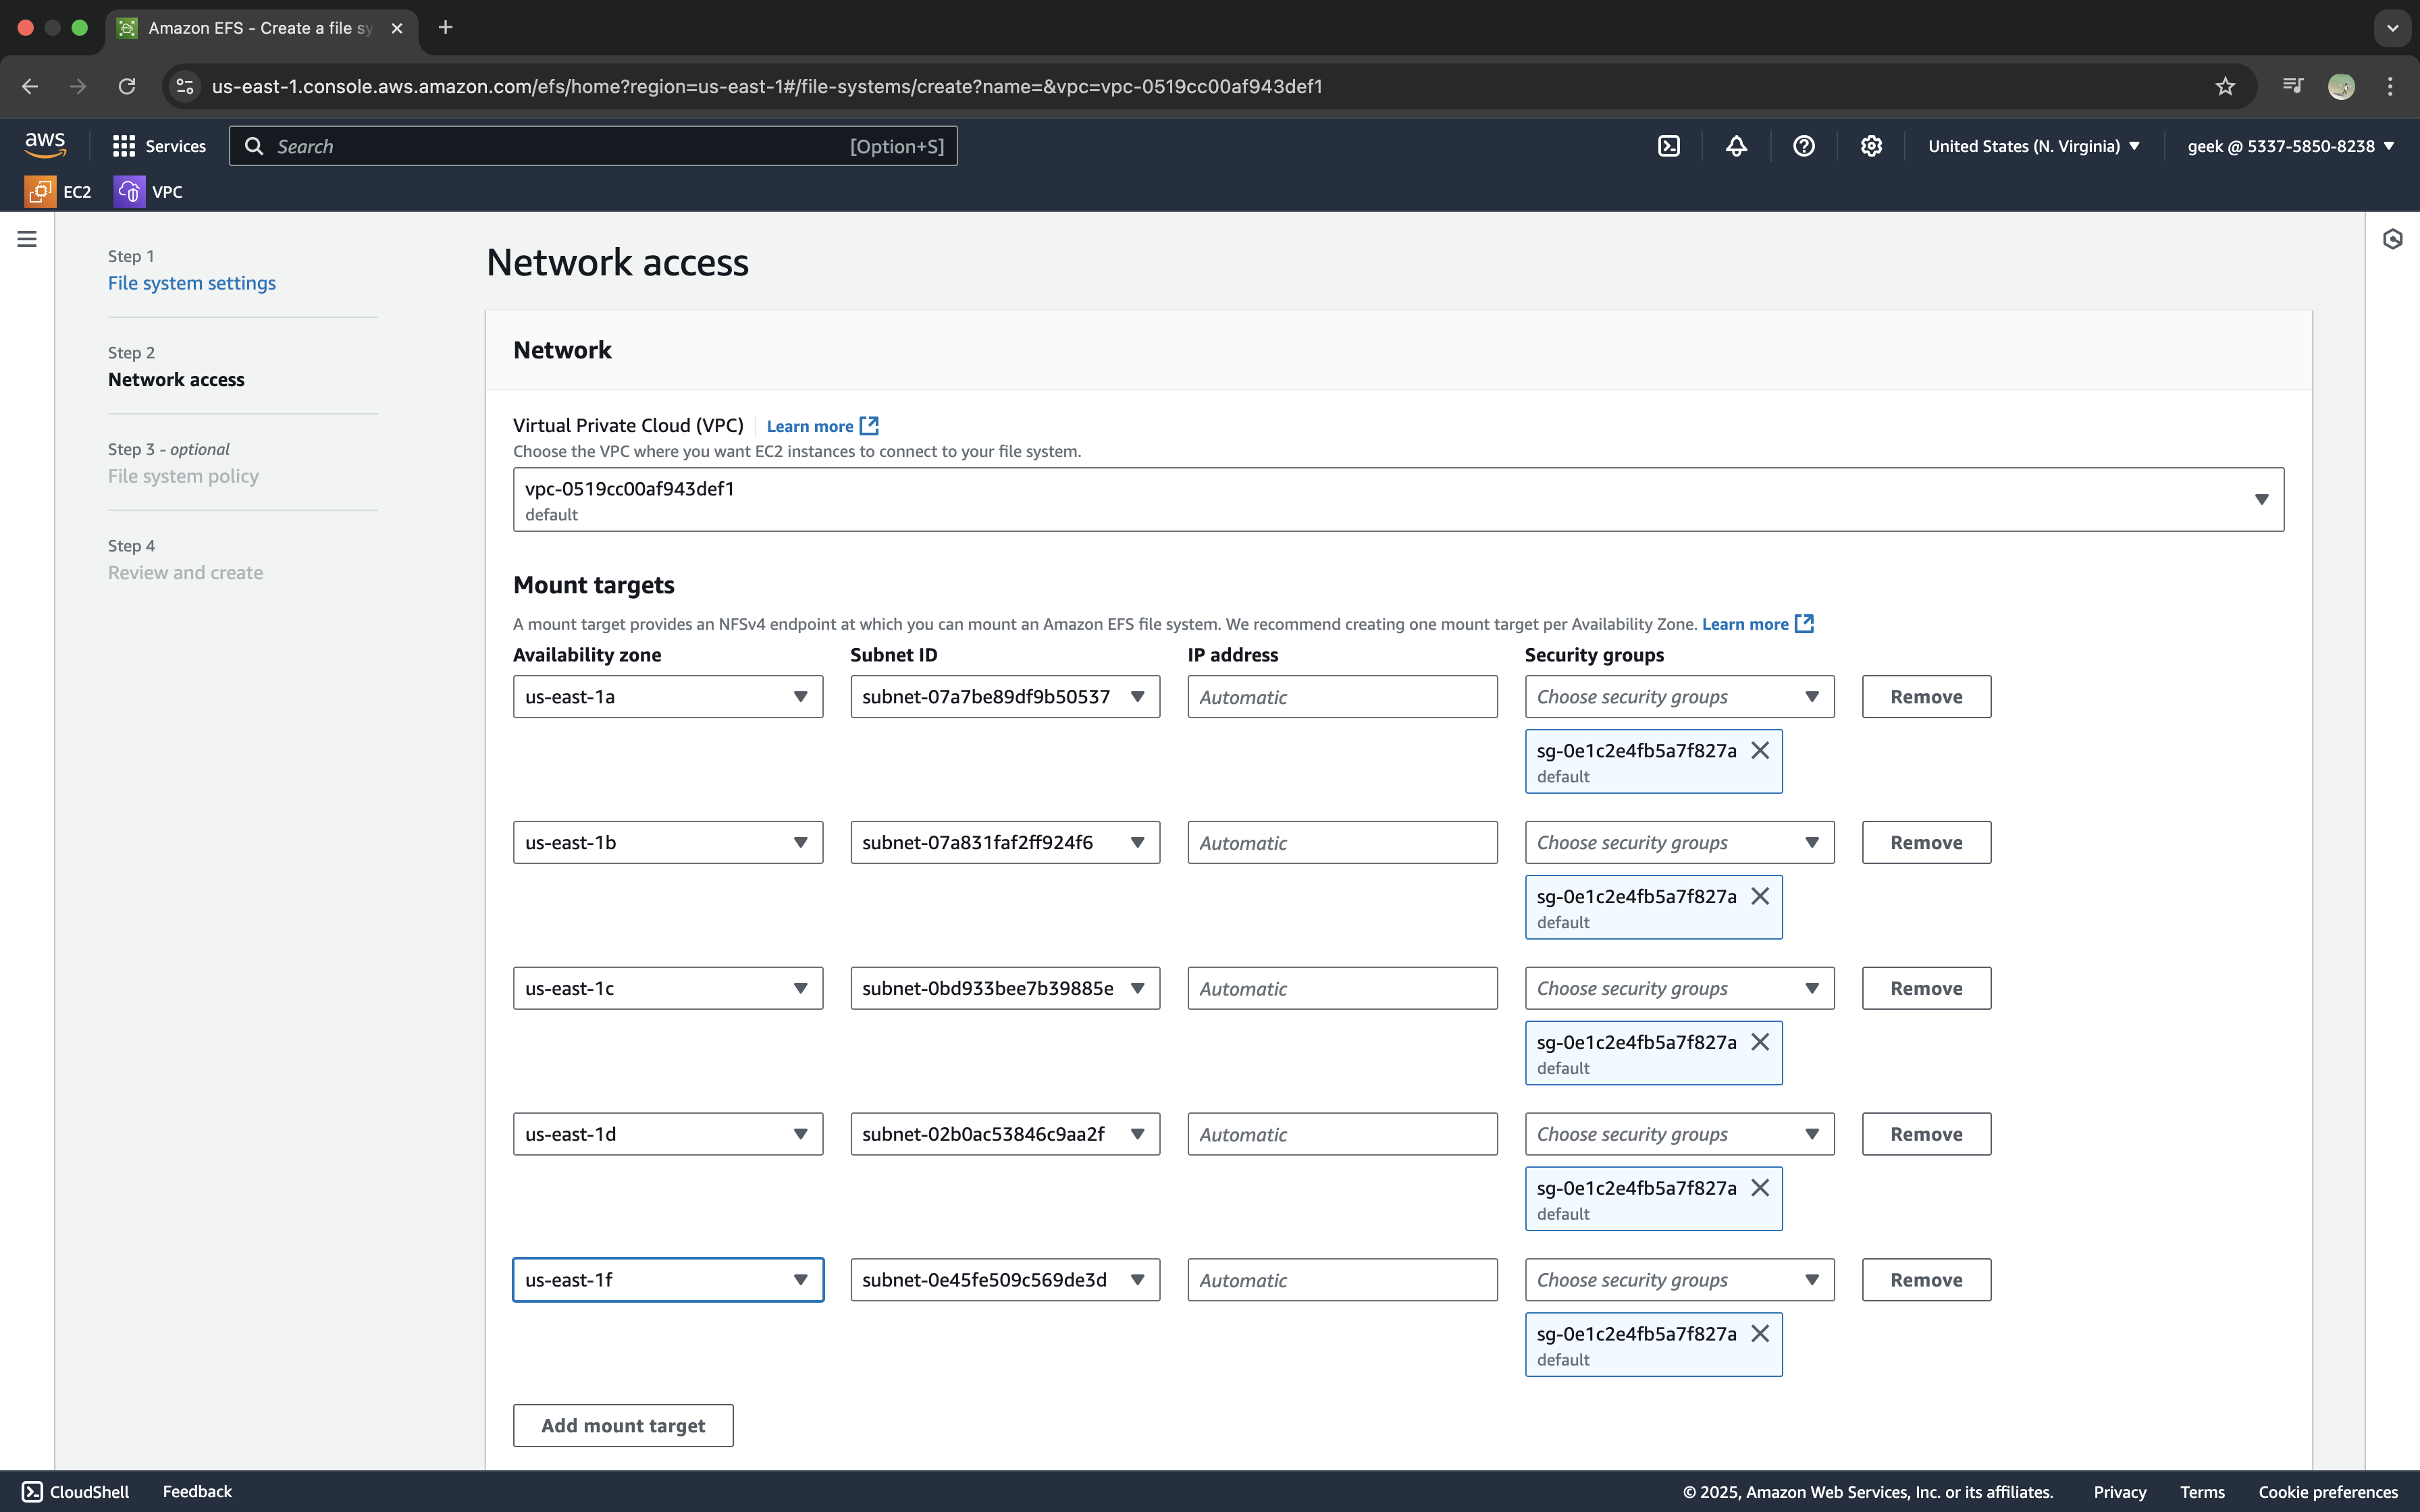 Amazon EFS - Create a file sy
us-east-1.console.aws.amazon.com/efs/home?region=us-east-1#/file-systems/create?name=&vpc=vpc-0519cc00af943def1
aws
Services
Search
[Option+S]
United States (N. Virginia)
geek @ 5337-5850-8238
EC2
VPC
Step 1
File system settings
Step 2
Network access
Step 3 - optional
File system policy
Step 4
Review and create
Network access
Network
Virtual Private Cloud (VPC) Learn more
Choose the VPC where you want EC2 instances to connect to your file system.
vpc-0519cc00af943def1
default
Mount targets
A mount target provides an NFSv4 endpoint at which you can mount an Amazon EFS file system. We recommend creating one mount target per Availability Zone. Learn more
Availability zone Subnet ID IP address Security groups
us-east-1a subnet-07a7be89df9b50537 Automatic Choose security groups Remove
sg-0e1c2e4fb5a7f827a
default
us-east-1b subnet-07a831faf2ff924f6 Automatic Choose security groups Remove
sg-0e1c2e4fb5a7f827a
default
us-east-1c subnet-0bd933bee7b39885e Automatic Choose security groups Remove
sg-0e1c2e4fb5a7f827a
default
us-east-1d subnet-02b0ac53846c9aa2f Automatic Choose security groups Remove
sg-0e1c2e4fb5a7f827a
default
us-east-1f subnet-0e45fe509c569de3d Automatic Choose security groups Remove
sg-0e1c2e4fb5a7f827a
default
Add mount target
CloudShell Feedback © 2025, Amazon Web Services, Inc. or its affiliates. Privacy Terms Cookie preferences